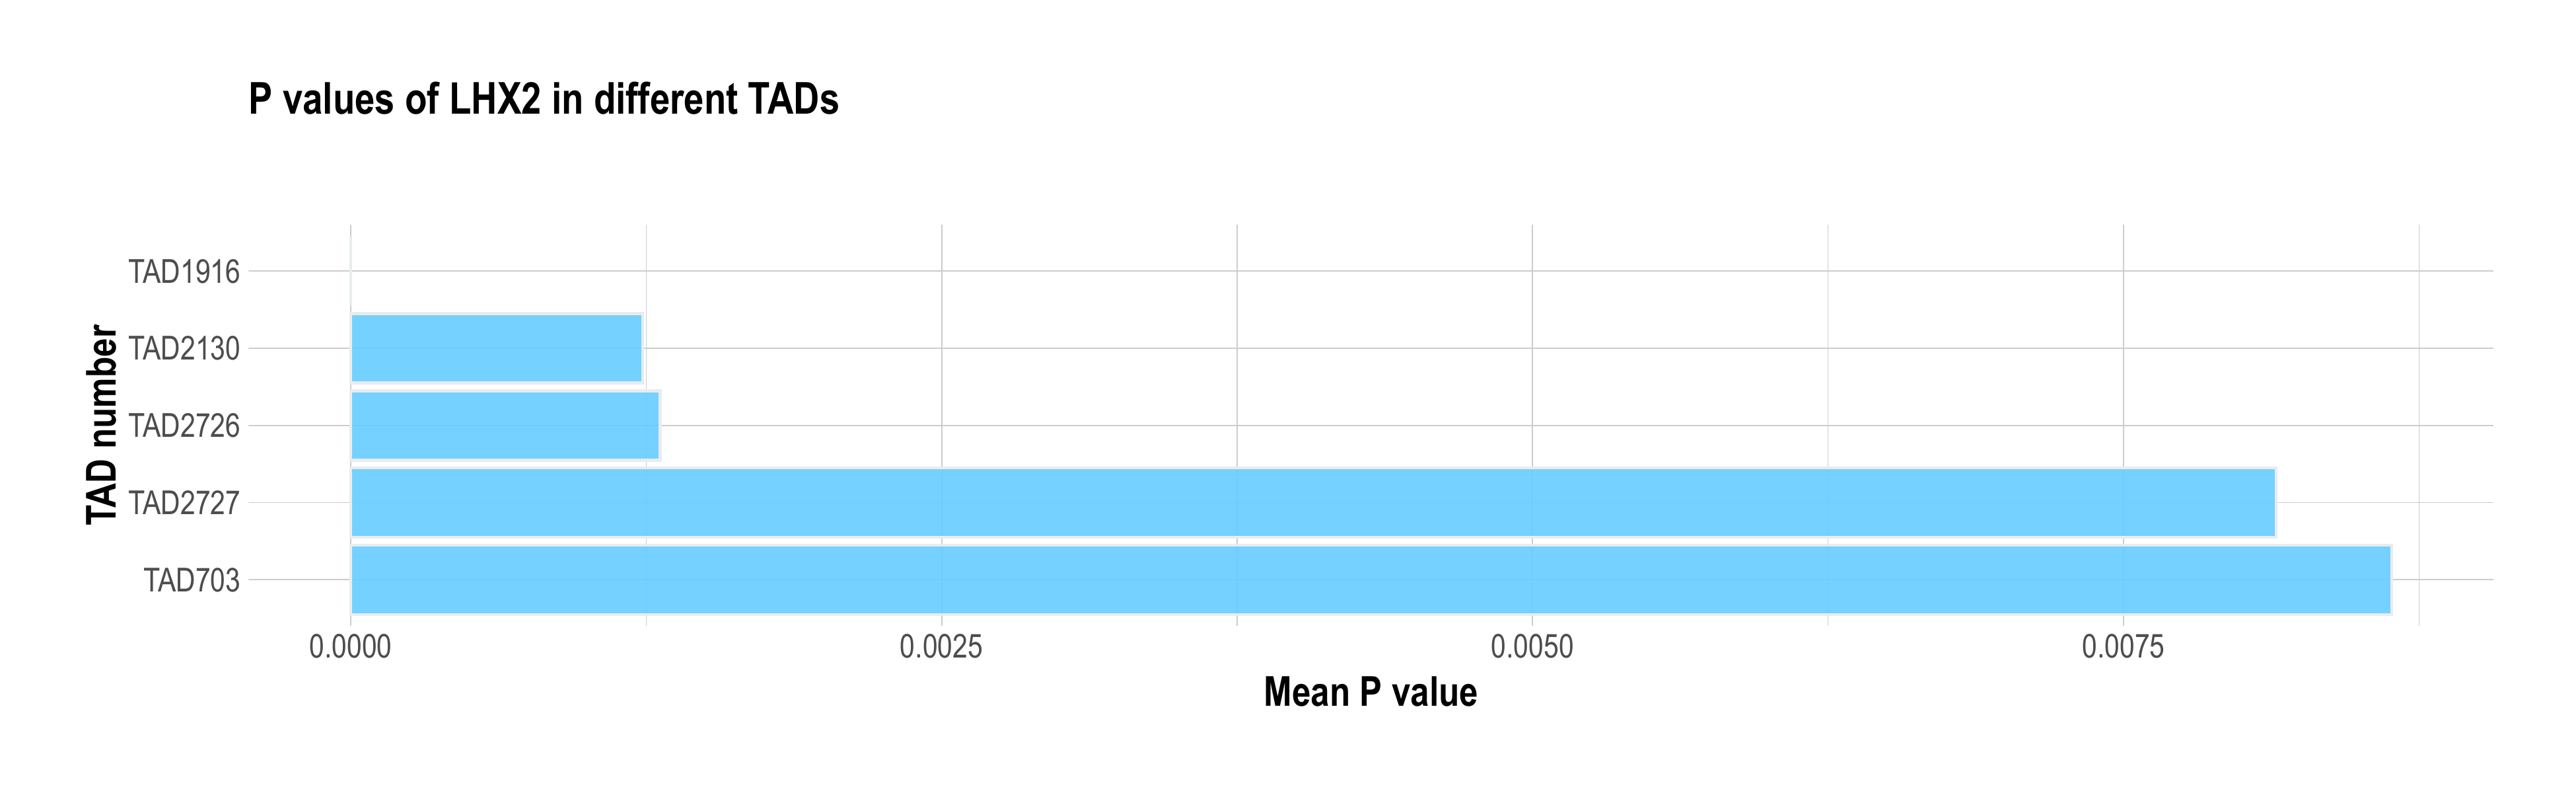 P values of LHX2 in different TADs
TAD number
TAD1916
TAD2130
TAD2726
TAD2727
TAD703
0.0000 0.0025 0.0050 0.0075
Mean P value